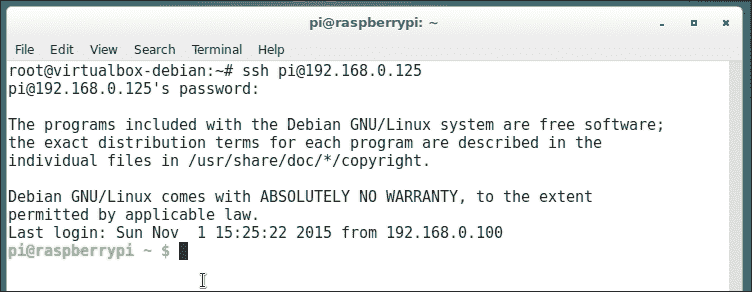 pi@raspberrypi: ~
File Edit View Search Terminal Help
root@virtualbox-debian:~# ssh pi@192.168.0.125
pi@192.168.0.125's password:
The programs included with the Debian GNU/Linux system are free software;
the exact distribution terms for each program are described in the
individual files in /usr/share/doc/*/copyright.
Debian GNU/Linux comes with ABSOLUTELY NO WARRANTY, to the extent
permitted by applicable law.
Last login: Sun Nov  1 15:25:22 2015 from 192.168.0.100
pi@raspberrypi ~ $